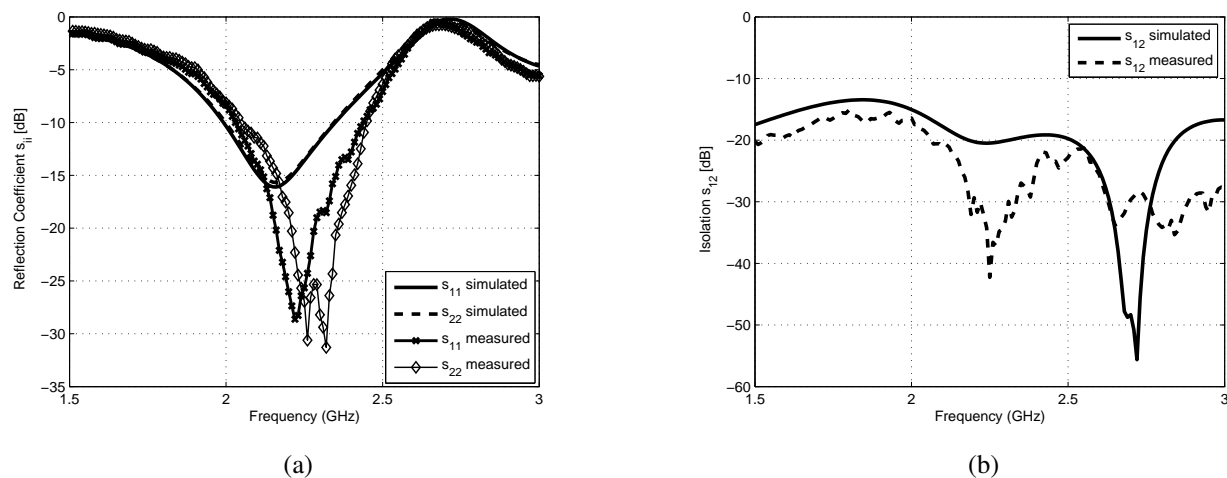 0
−5
−10
−15
−20
−25
−30
−35
1.5
2
2.5
3
Frequency (GHz)
Reflection Coefficient s_ii [dB]
s_11 simulated
s_22 simulated
s_11 measured
s_22 measured
(a)
0
−10
−20
−30
−40
−50
−60
1.5
2
2.5
3
Frequency (GHz)
Isolation s_12 [dB]
s_12 simulated
s_12 measured
(b)